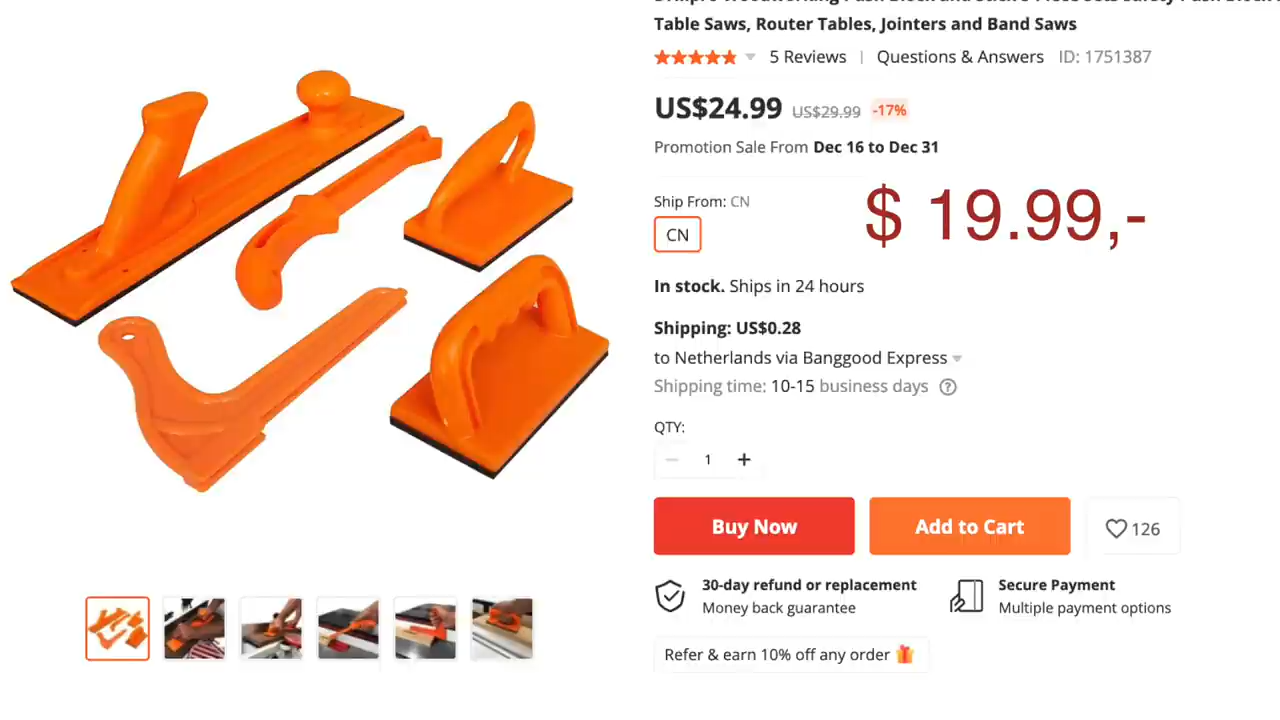 Table Saws, Router Tables, Jointers and Band Saws
5 Reviews | Questions & Answers ID: 1751387
US$24.99 US$29.99 -17%
Promotion Sale From Dec 16 to Dec 31
Ship From: CN
$ 19.99,-
CN
In stock. Ships in 24 hours
Shipping: US$0.28
to Netherlands via Banggood Express
Shipping time: 10-15 business days ?
QTY:
1 +
Buy Now
Add to Cart
126
30-day refund or replacement
Money back guarantee
Secure Payment
Multiple payment options
Refer & earn 10% off any order